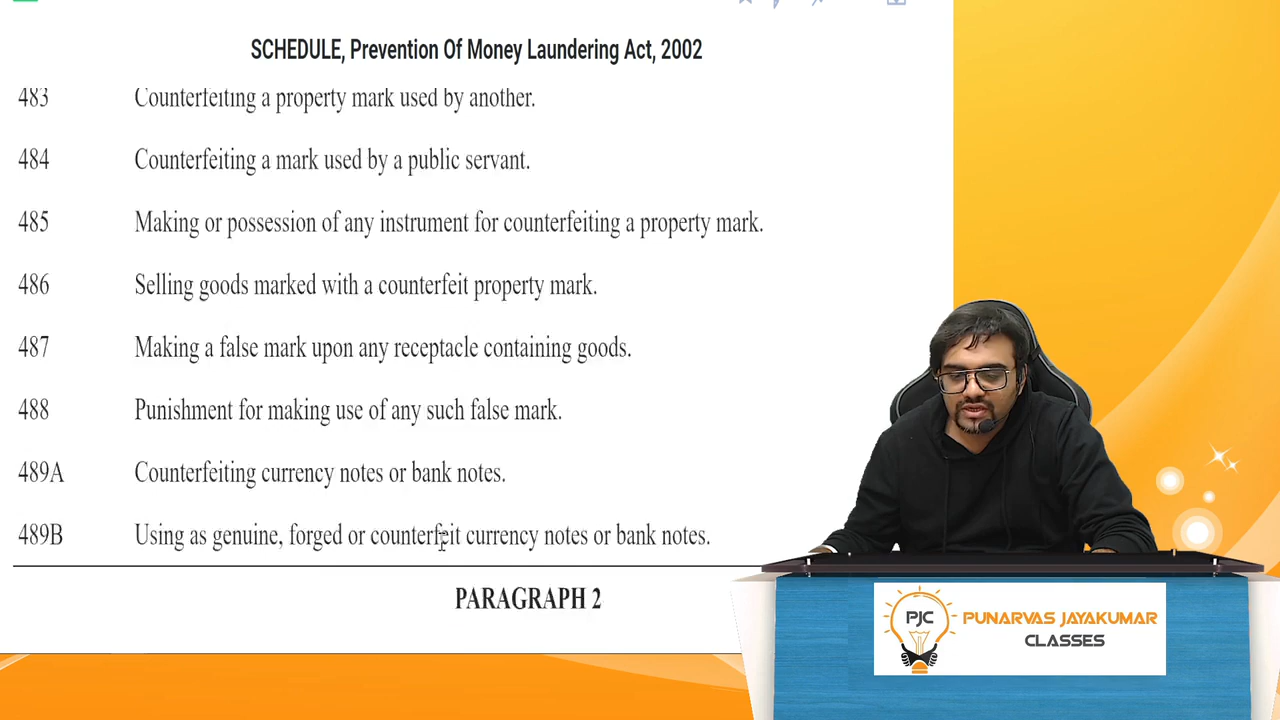 SCHEDULE, Prevention Of Money Laundering Act, 2002
483 Counterfeiting a property mark used by another.
484 Counterfeiting a mark used by a public servant.
485 Making or possession of any instrument for counterfeiting a property mark.
486 Selling goods marked with a counterfeit property mark.
487 Making a false mark upon any receptacle containing goods.
488 Punishment for making use of any such false mark.
489A Counterfeiting currency notes or bank notes.
489B Using as genuine, forged or counterfeit currency notes or bank notes.
PARAGRAPH 2
PJC
PUNARVAS JAYAKUMAR
CLASSES